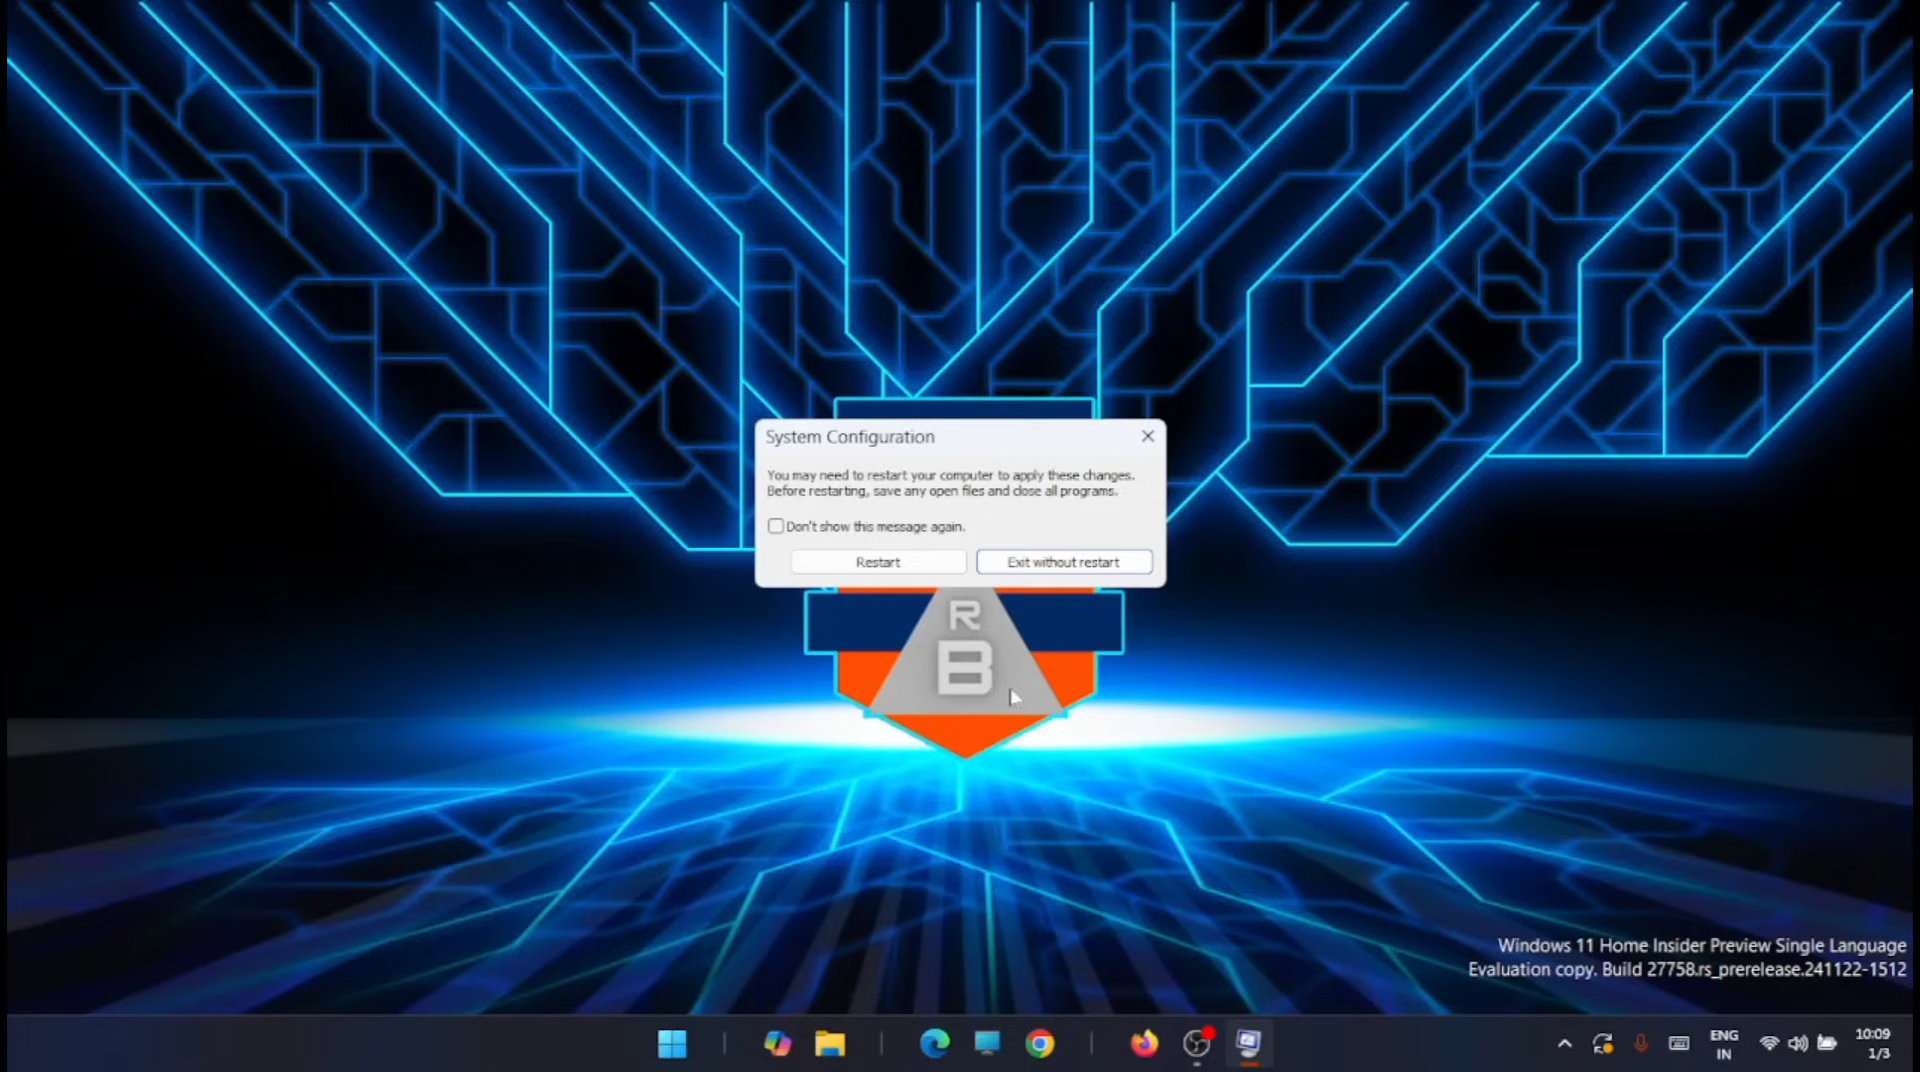 System Configuration
You may need to restart your computer to apply these changes.
Before restarting, save any open files and close all programs.
Don't show this message again.
Restart
Exit without restart
R
B
Windows 11 Home Insider Preview Single Language
Evaluation copy. Build 27758.rs_prerelease.241122-1512
ENG
IN
10:09
1/3